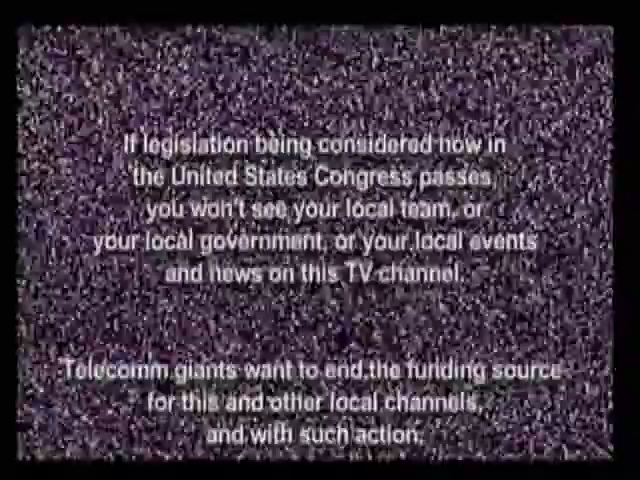 If legislation being considered now in
the United States Congress passes,
you won't see your local team, or
your local government, or your local events
and news on this TV channel.
Telecomm giants want to end the funding source
for this and other local channels,
and with such action,